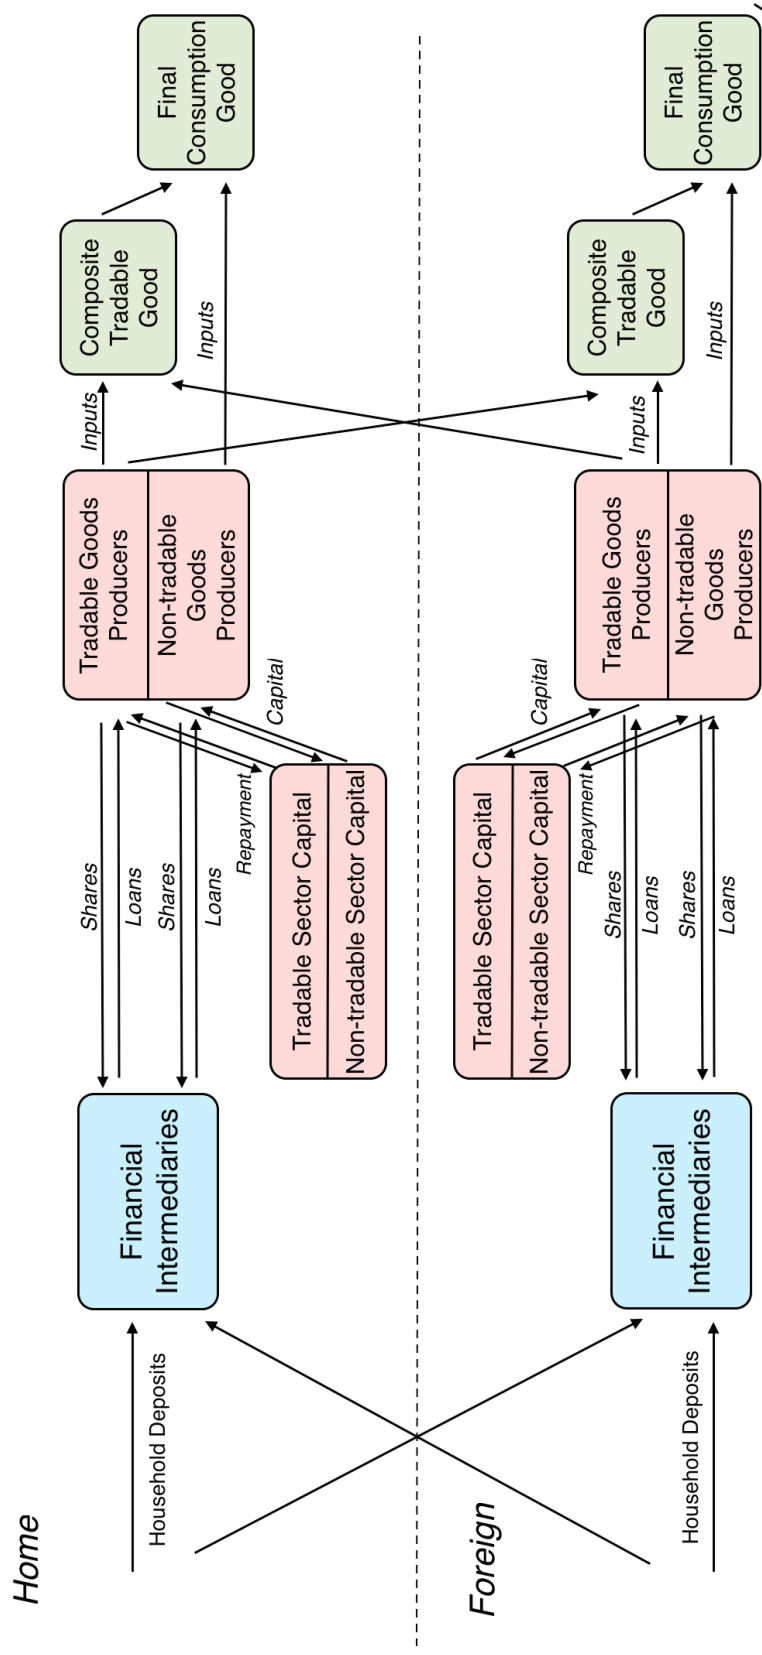 Home
Household Deposits
Financial
Intermediaries
Shares
Loans
Shares
Loans
Repayment
Capital
Tradable Sector Capital
Non-tradable Sector Capital
Tradable Goods
Producers
Non-tradable
Goods
Producers
Inputs
Inputs
Composite
Tradable
Good
Final
Consumption
Good
Foreign
Household Deposits
Financial
Intermediaries
Tradable Sector Capital
Non-tradable Sector Capital
Capital
Repayment
Shares
Loans
Shares
Loans
Tradable Goods
Producers
Non-tradable
Goods
Producers
Inputs
Inputs
Composite
Tradable
Good
Final
Consumption
Good